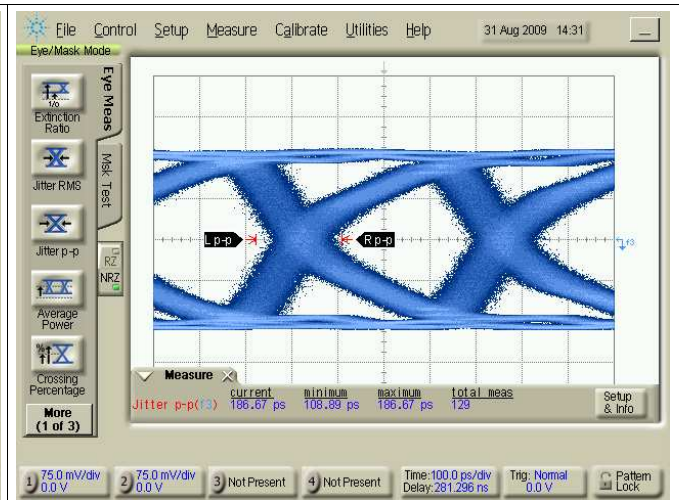 File Control Setup Measure Calibrate Utilities Help 31 Aug 2009 14:31
Eye/Mask Mode
Eye Meas
Msk Test
1/0
Extinction
Ratio
Jitter RMS
Jitter p-p
RZ
NRZ
Average
Power
Crossing
Percentage
More
(1 of 3)
L p-p
R p-p
f3
Measure
current minimum maximum total meas
Jitter p-p(f3) 186.67 ps 108.89 ps 186.67 ps 129
Setup
& Info
1) 75.0 mV/div
0.0 V
2) 75.0 mV/div
0.0 V
3) Not Present
4) Not Present
Time:100.0 ps/div
Delay:281.296 ns
Trig: Normal
0.0 V
Pattern
Lock